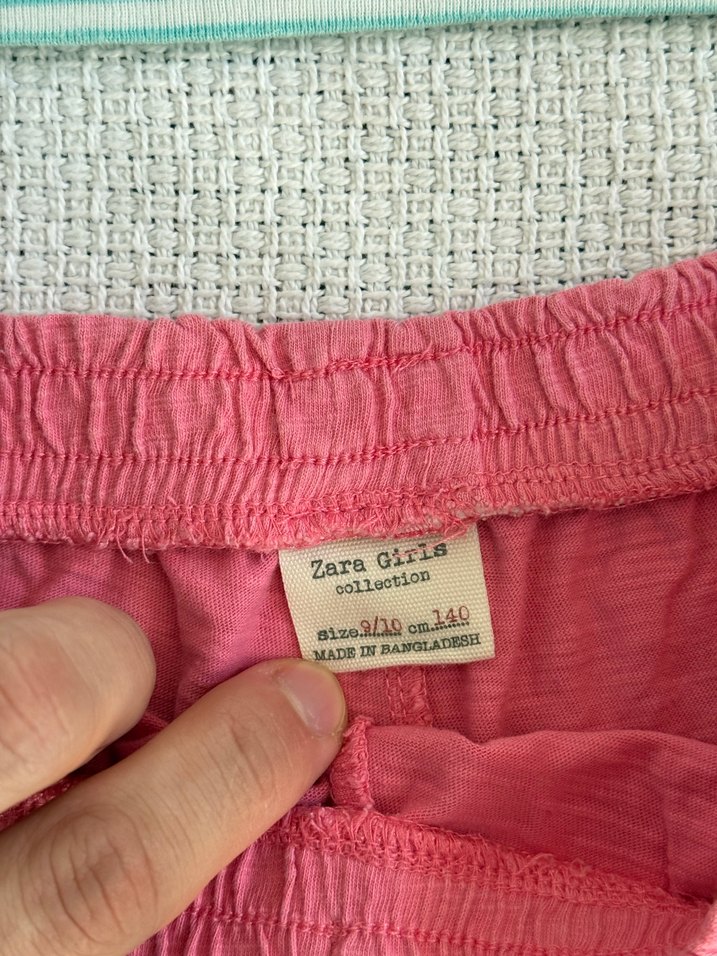 Zara Girls
collection
size..9/10 cm..140
MADE IN BANGLADESH